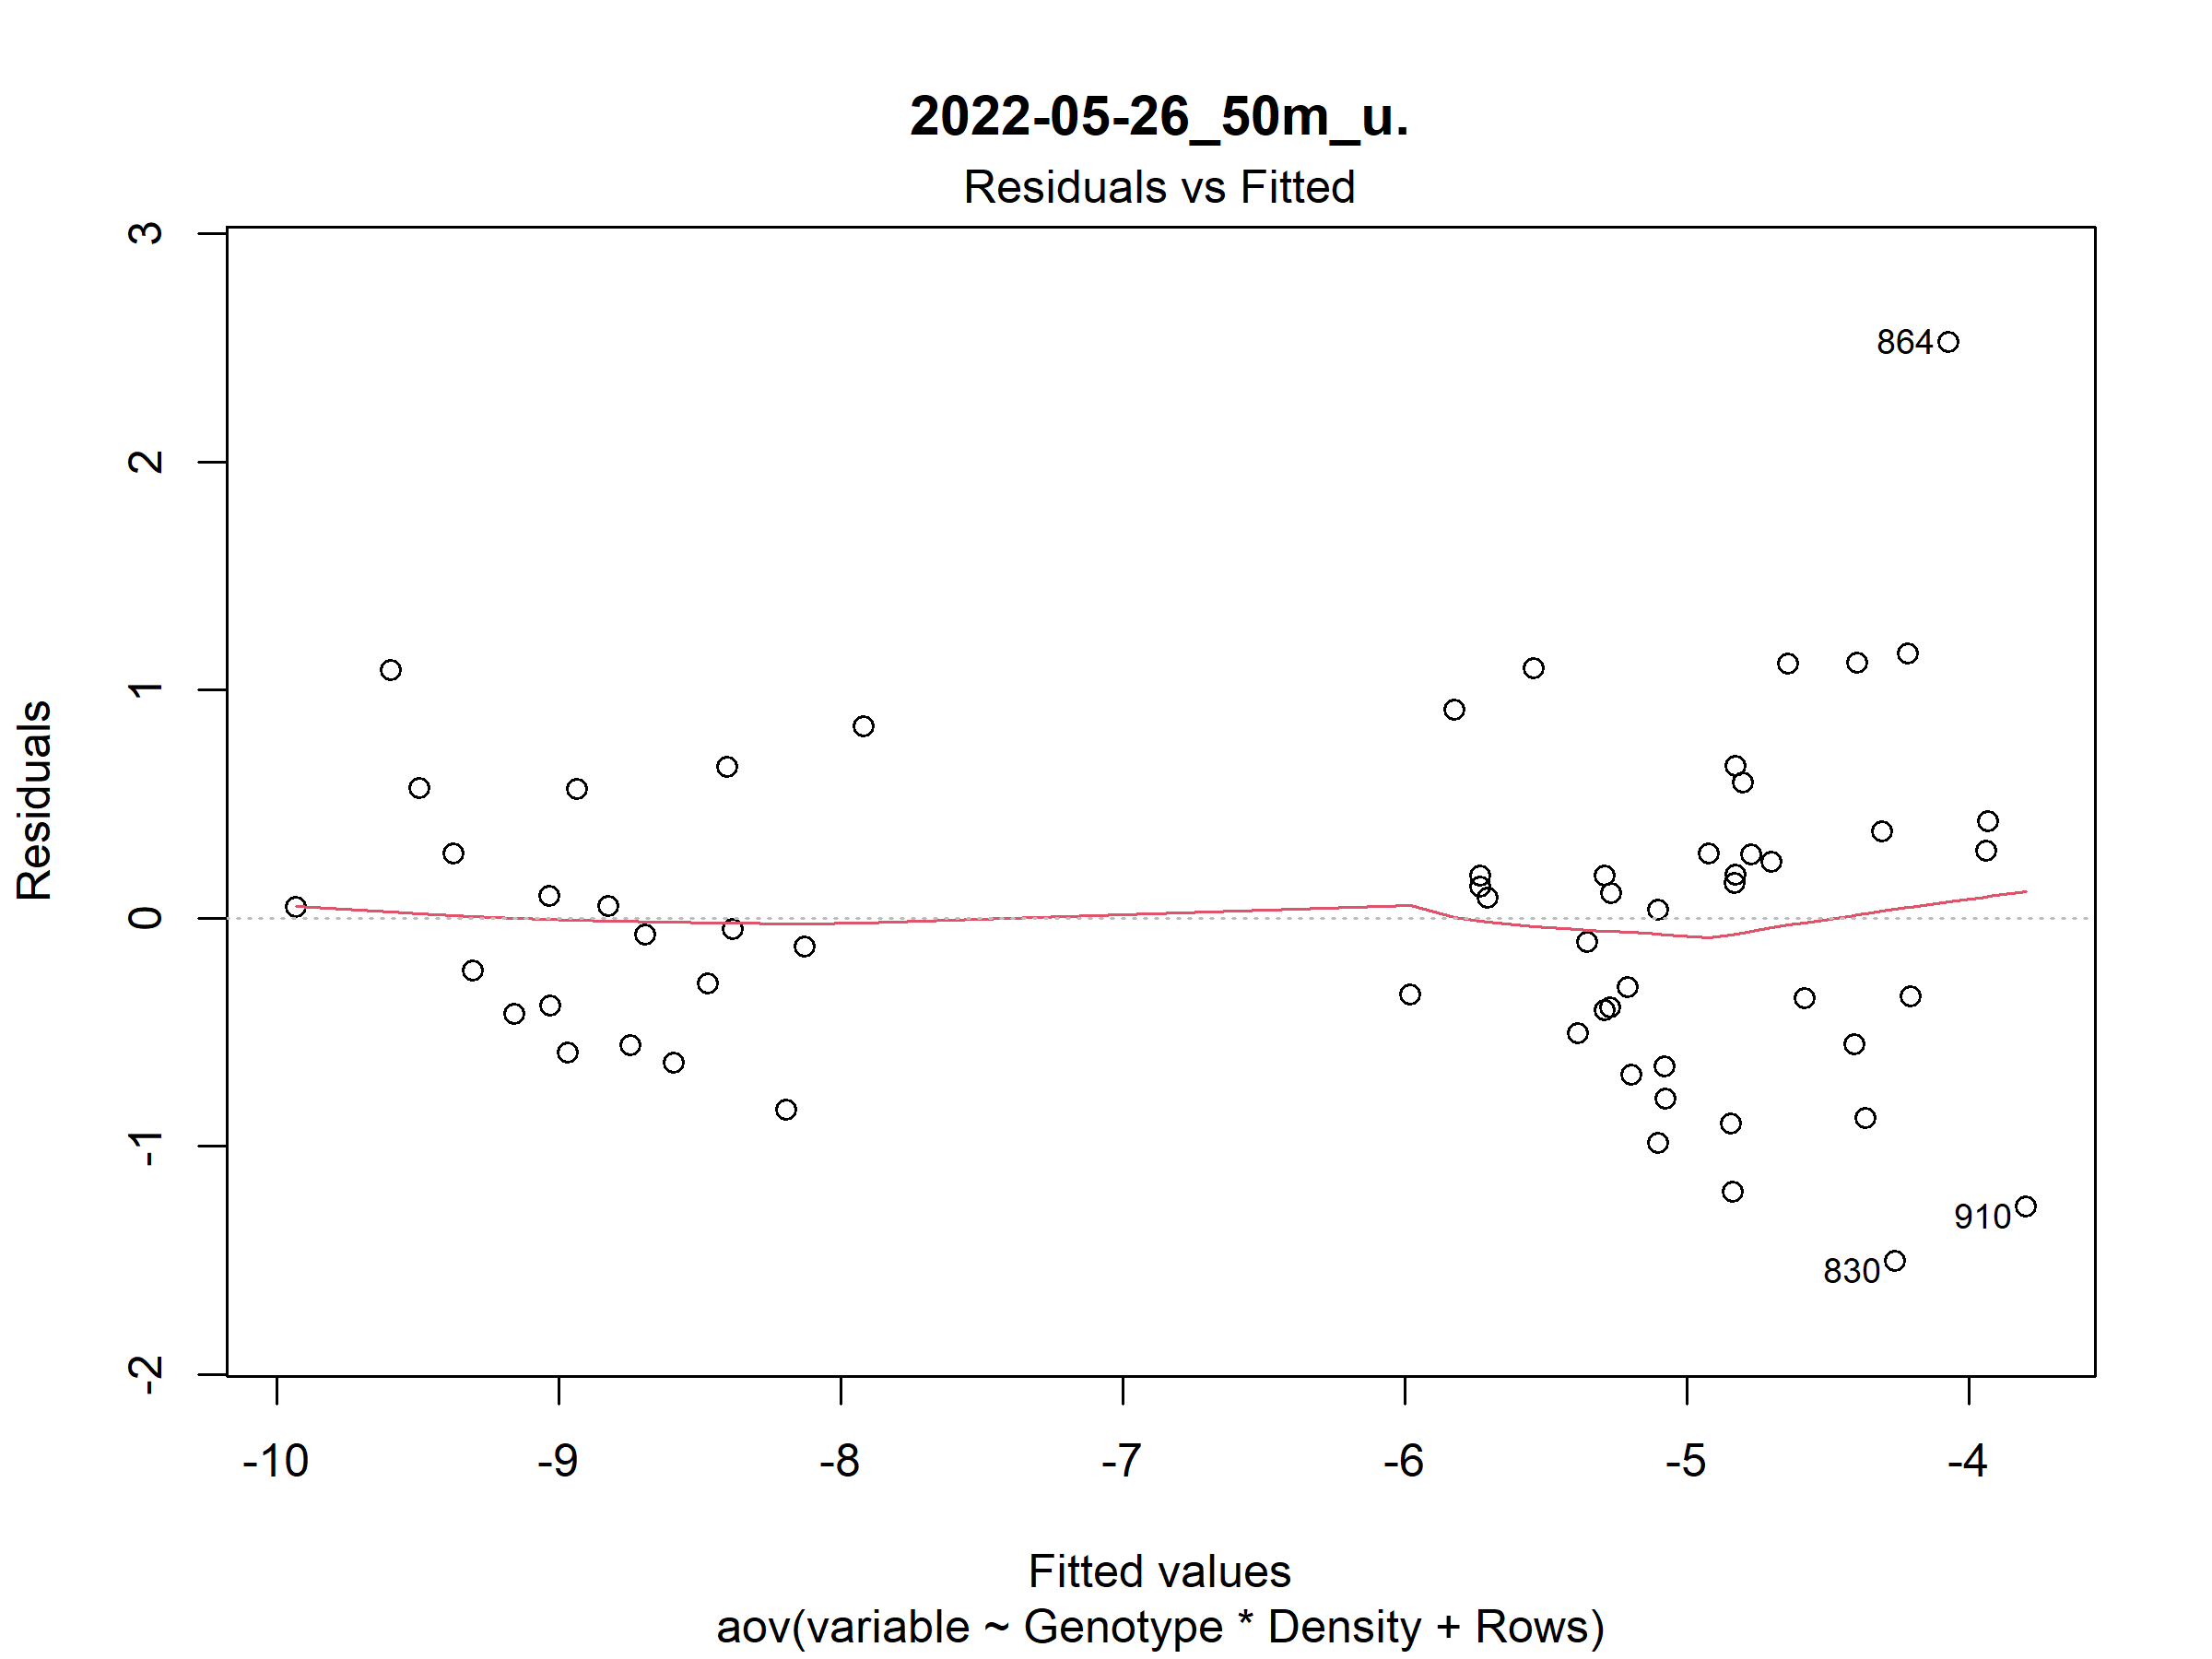 2022-05-26_50m_u.
Residuals vs Fitted
3
2
1
0
-1
-2
Residuals
864
910
830
-10 -9 -8 -7 -6 -5 -4
Fitted values
aov(variable ~ Genotype * Density + Rows)